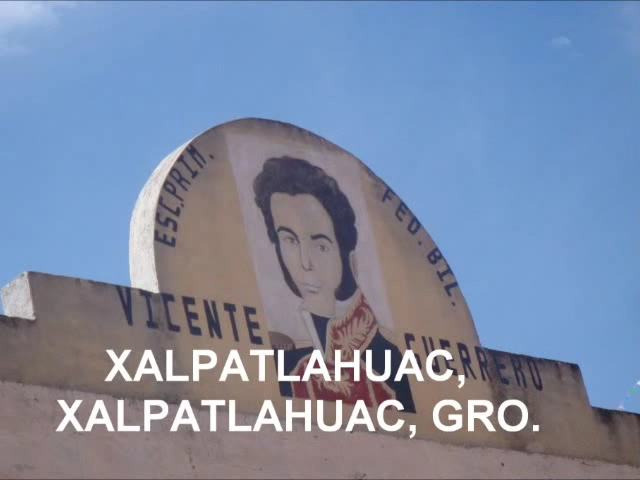 ESC.PRIM.
FED. BIL.
VICENTE GUERRERO
XALPATLAHUAC,
XALPATLAHUAC, GRO.